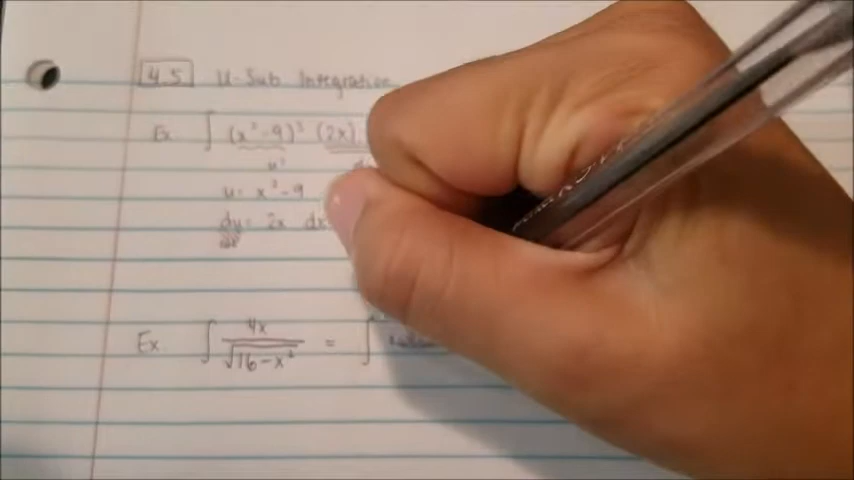 4.5 U-Sub Integration
Ex ∫ (x²-9)³ (2x)
u³
u = x²-9
du = 2x dx
Ex ∫ 4x/√16-x² = ∫